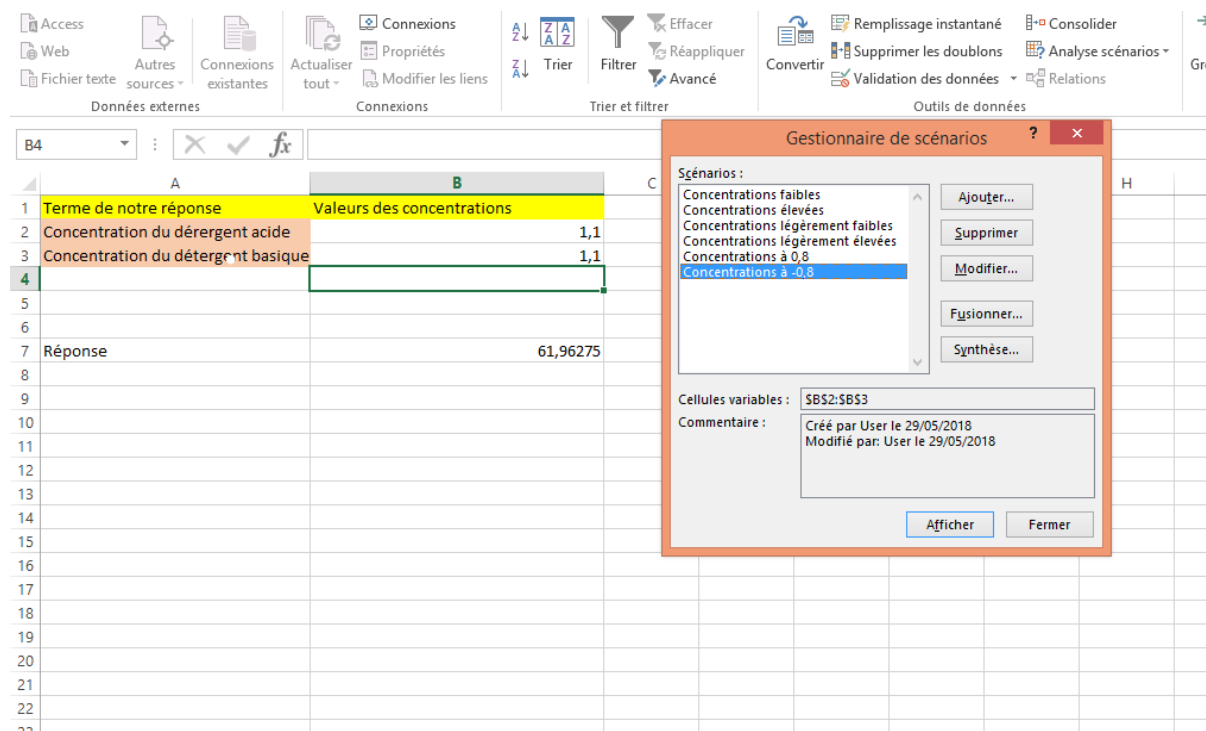 Access
Web
Fichier texte
Autres
sources
Connexions
existantes
Données externes
Actualiser
tout
Connexions
Propriétés
Modifier les liens
Connexions
Trier
Filtrer
Effacer
Réappliquer
Avancé
Trier et filtrer
Convertir
Remplissage instantané
Supprimer les doublons
Validation des données
Consolider
Analyse scénarios
Relations
Outils de données
B4
fx
A B C H
1 Terme de notre réponse Valeurs des concentrations
2 Concentration du dérergent acide 1,1
3 Concentration du détergent basique 1,1
4
5
6
7 Réponse 61,96275
8
9
10
11
12
13
14
15
16
17
18
19
20
21
22
Gestionnaire de scénarios ? ×
Scénarios :
Concentrations faibles
Concentrations élevées
Concentrations légèrement faibles
Concentrations légèrement élevées
Concentrations à 0,8
Concentrations à -0,8
Ajouter...
Supprimer
Modifier...
Fusionner...
Synthèse...
Cellules variables : $B$2:$B$3
Commentaire : Créé par User le 29/05/2018
Modifié par: User le 29/05/2018
Afficher Fermer